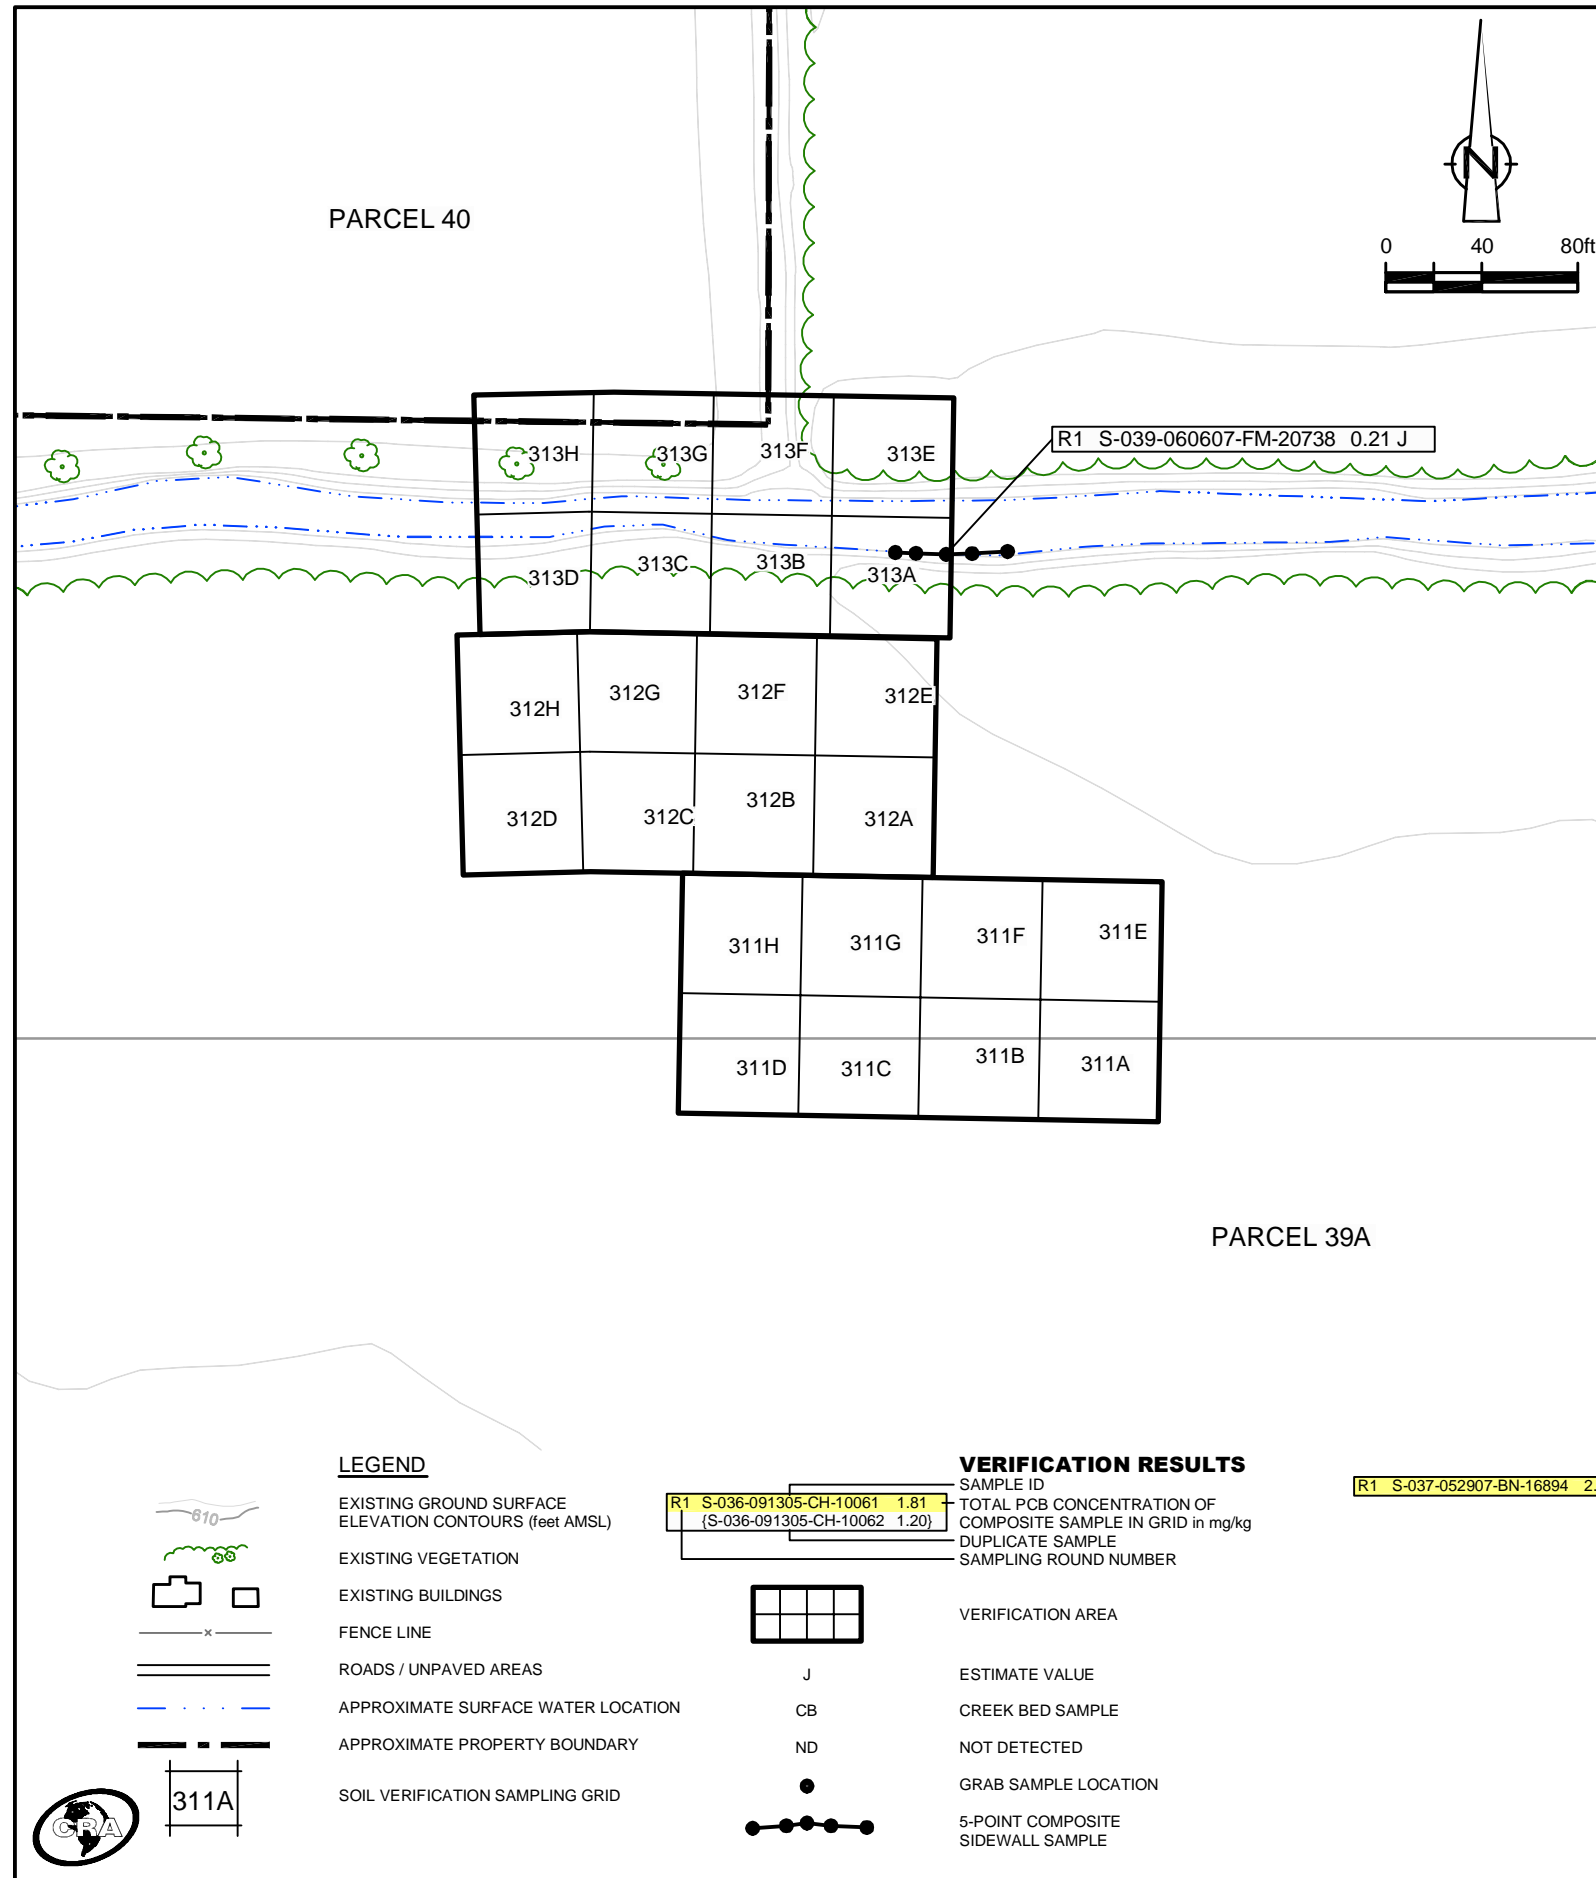 N
0 40 80ft
PARCEL 40
R1 S-039-060607-FM-20738 0.21 J
313H 313G 313F 313E
313D 313C 313B 313A
312H 312G 312F 312E
312D 312C 312B 312A
311H 311G 311F 311E
311D 311C 311B 311A
PARCEL 39A
LEGEND
610
EXISTING GROUND SURFACE
ELEVATION CONTOURS (feet AMSL)
EXISTING VEGETATION
EXISTING BUILDINGS
x
FENCE LINE
ROADS / UNPAVED AREAS
APPROXIMATE SURFACE WATER LOCATION
APPROXIMATE PROPERTY BOUNDARY
311A
SOIL VERIFICATION SAMPLING GRID
CRA
VERIFICATION RESULTS
R1 S-036-091305-CH-10061 1.81
{S-036-091305-CH-10062 1.20}
SAMPLE ID
TOTAL PCB CONCENTRATION OF
COMPOSITE SAMPLE IN GRID in mg/kg
DUPLICATE SAMPLE
SAMPLING ROUND NUMBER
VERIFICATION AREA
J ESTIMATE VALUE
CB CREEK BED SAMPLE
ND NOT DETECTED
GRAB SAMPLE LOCATION
5-POINT COMPOSITE
SIDEWALL SAMPLE
R1 S-037-052907-BN-16894 2.